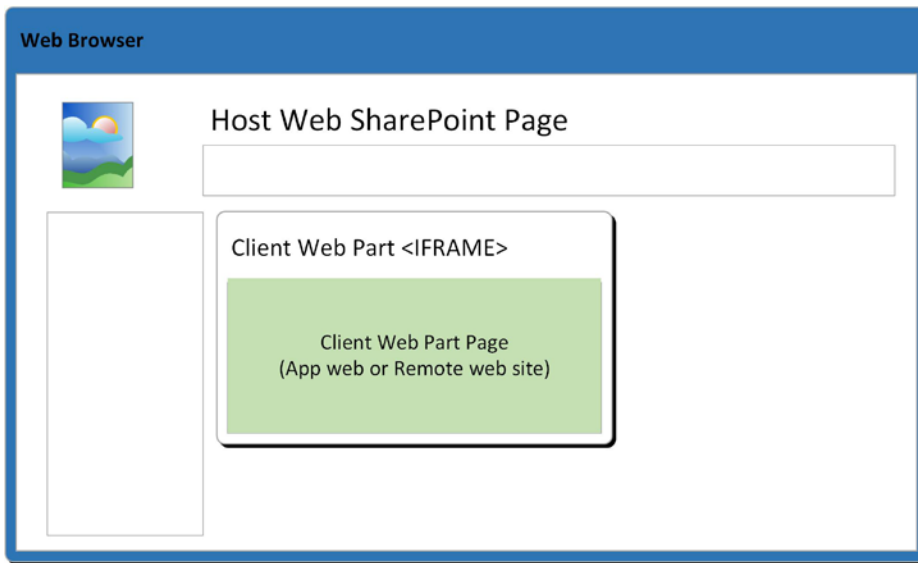 Web Browser
Host Web SharePoint Page
Client Web Part <IFRAME>
Client Web Part Page
(App web or Remote web site)